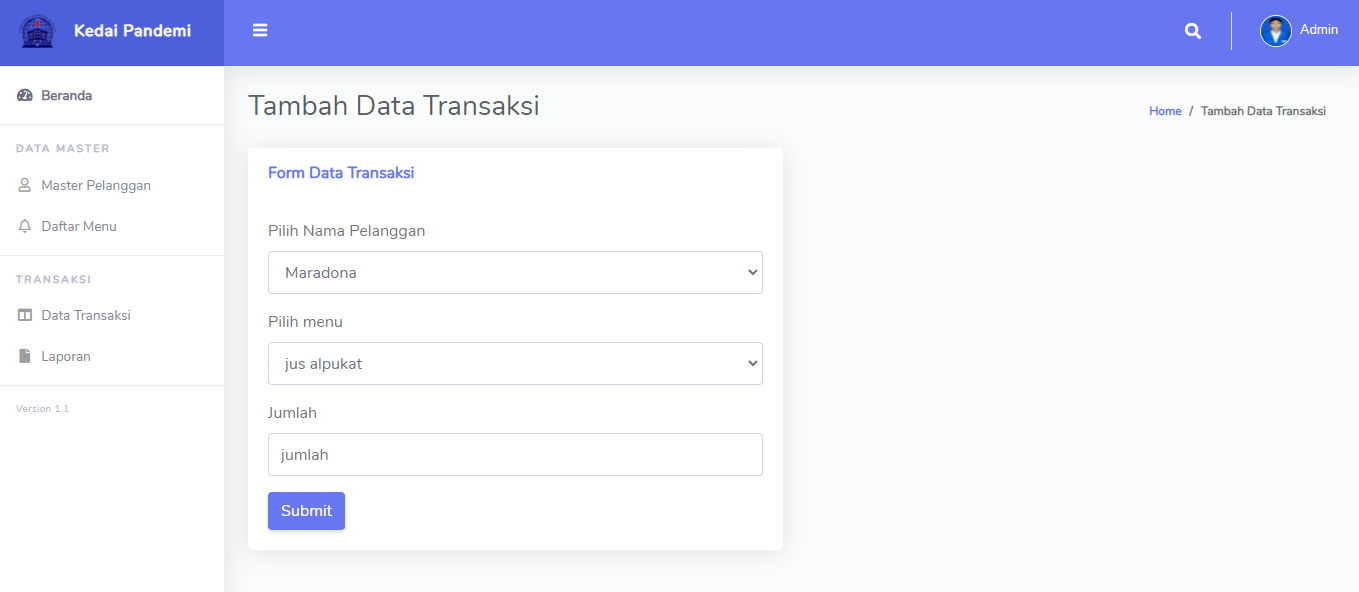 Kedai Pandemi
Admin
Beranda
DATA MASTER
Master Pelanggan
Daftar Menu
TRANSAKSI
Data Transaksi
Laporan
Version 1.1
Tambah Data Transaksi
Home / Tambah Data Transaksi
Form Data Transaksi
Pilih Nama Pelanggan
Maradona
Pilih menu
jus alpukat
Jumlah
jumlah
Submit